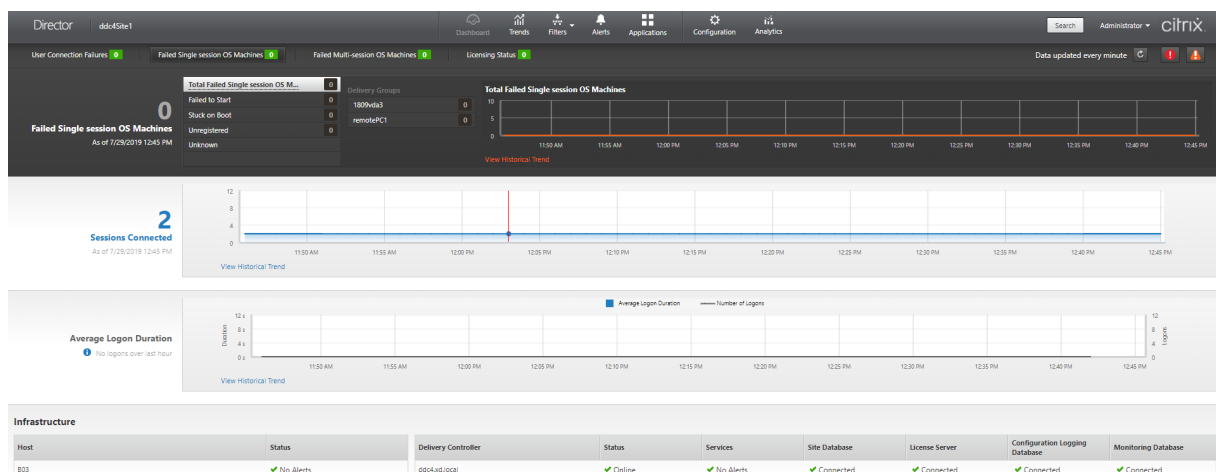 Director ddc4Site1 Dashboard Trends Filters Alerts Applications Configuration Analytics Search Administrator citrix
User Connection Failures 0 Failed Single session OS Machines 0 Failed Multi-session OS Machines 0 Licensing Status 0 Data updated every minute
0
Failed Single session OS Machines
As of 7/29/2019 12:45 PM
Total Failed Single session OS M... 0
Failed to Start 0
Stuck on Boot 0
Unregistered 0
Unknown
Delivery Groups
1809vda3 0
remotePC1 0
Total Failed Single session OS Machines
10
5
0
11:50 AM 11:55 AM 12:00 PM 12:05 PM 12:10 PM 12:15 PM 12:20 PM 12:25 PM 12:30 PM 12:35 PM 12:40 PM 12:45 PM
View Historical Trend
2
Sessions Connected
As of 7/29/2019 12:45 PM
12
8
4
0
11:50 AM 11:55 AM 12:00 PM 12:05 PM 12:10 PM 12:15 PM 12:20 PM 12:25 PM 12:30 PM 12:35 PM 12:40 PM 12:45 PM
View Historical Trend
Average Logon Duration
No logons over last hour
Average Logon Duration Number of Logons
Duration
12 s
8 s
4 s
0 s
12
8
4
0
Logons
11:50 AM 11:55 AM 12:00 PM 12:05 PM 12:10 PM 12:15 PM 12:20 PM 12:25 PM 12:30 PM 12:35 PM 12:40 PM 12:45 PM
View Historical Trend
Infrastructure
Host Status Delivery Controller Status Services Site Database License Server Configuration Logging Database Monitoring Database
B03 No Alerts ddc4.xd.local Online No Alerts Connected Connected Connected Connected